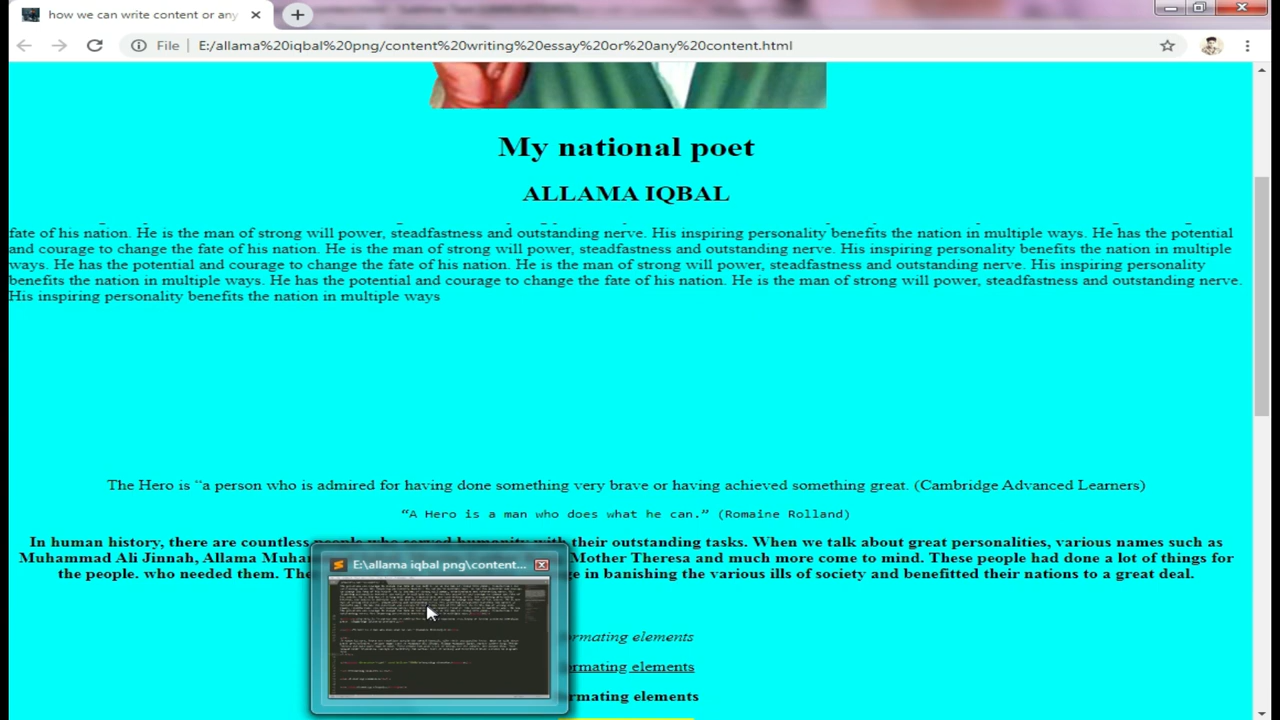 how we can write content or any
File
E:/allama%20iqbal%20png/content%20writing%20essay%20or%20any%20content.html
My national poet
ALLAMA IQBAL
fate of his nation. He is the man of strong will power, steadfastness and outstanding nerve. His inspiring personality benefits the nation in multiple ways. He has the potential
and courage to change the fate of his nation. He is the man of strong will power, steadfastness and outstanding nerve. His inspiring personality benefits the nation in multiple
ways. He has the potential and courage to change the fate of his nation. He is the man of strong will power, steadfastness and outstanding nerve. His inspiring personality
benefits the nation in multiple ways. He has the potential and courage to change the fate of his nation. He is the man of strong will power, steadfastness and outstanding nerve.
His inspiring personality benefits the nation in multiple ways
The Hero is “a person who is admired for having done something very brave or having achieved something great. (Cambridge Advanced Learners)
“A Hero is a man who does what he can.” (Romaine Rolland)
In human history, there are countless people who served humanity with their outstanding tasks. When we talk about great personalities, various names such as
Muhammad Ali Jinnah, Allama Muham Mother Theresa and much more come to mind. These people had done a lot of things for
the people. who needed them. The ge in banishing the various ill of society and benefitted their nations to a great deal.
E:\allama iqbal png\content...
ormating elements
ormating elements
rmating elements